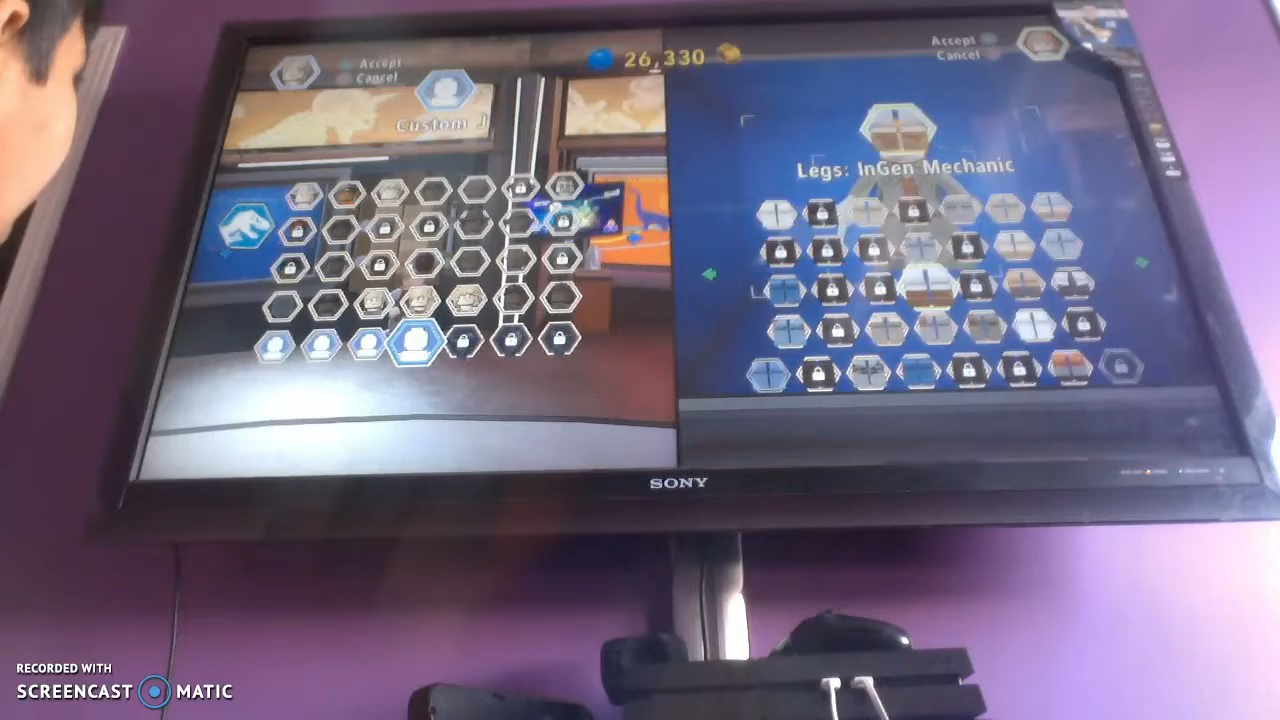 Accept
Cancel
Custom J
26,330
Accept
Cancel
Legs: InGen Mechanic
SONY
RECORDED WITH
SCREENCAST MATIC